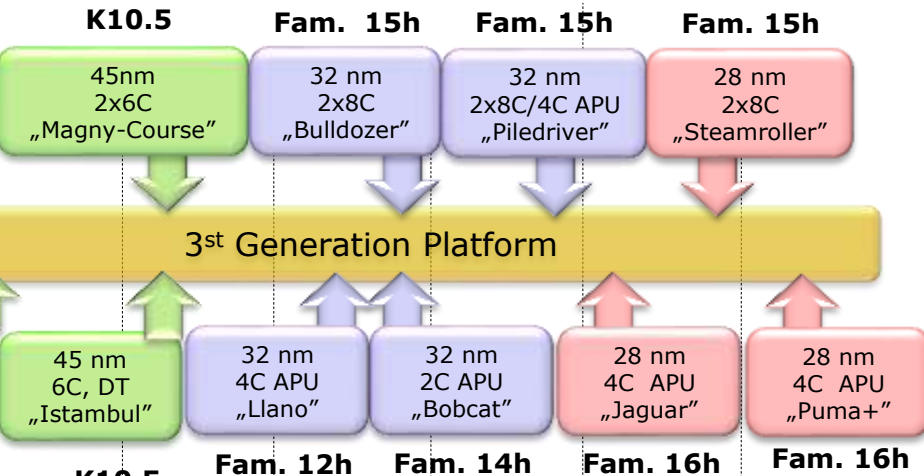 K10.5
Fam. 15h
Fam. 15h
Fam. 15h
45nm
2x6C
„Magny-Course”
32 nm
2x8C
„Bulldozer”
32 nm
2x8C/4C APU
„Piledriver”
28 nm
2x8C
„Steamroller”
3st Generation Platform
45 nm
6C, DT
„Istambul”
32 nm
4C APU
„Llano”
32 nm
2C APU
„Bobcat”
28 nm
4C  APU
„Jaguar”
28 nm
4C  APU
„Puma+”
K10.5
Fam. 12h
Fam. 14h
Fam. 16h
Fam. 16h